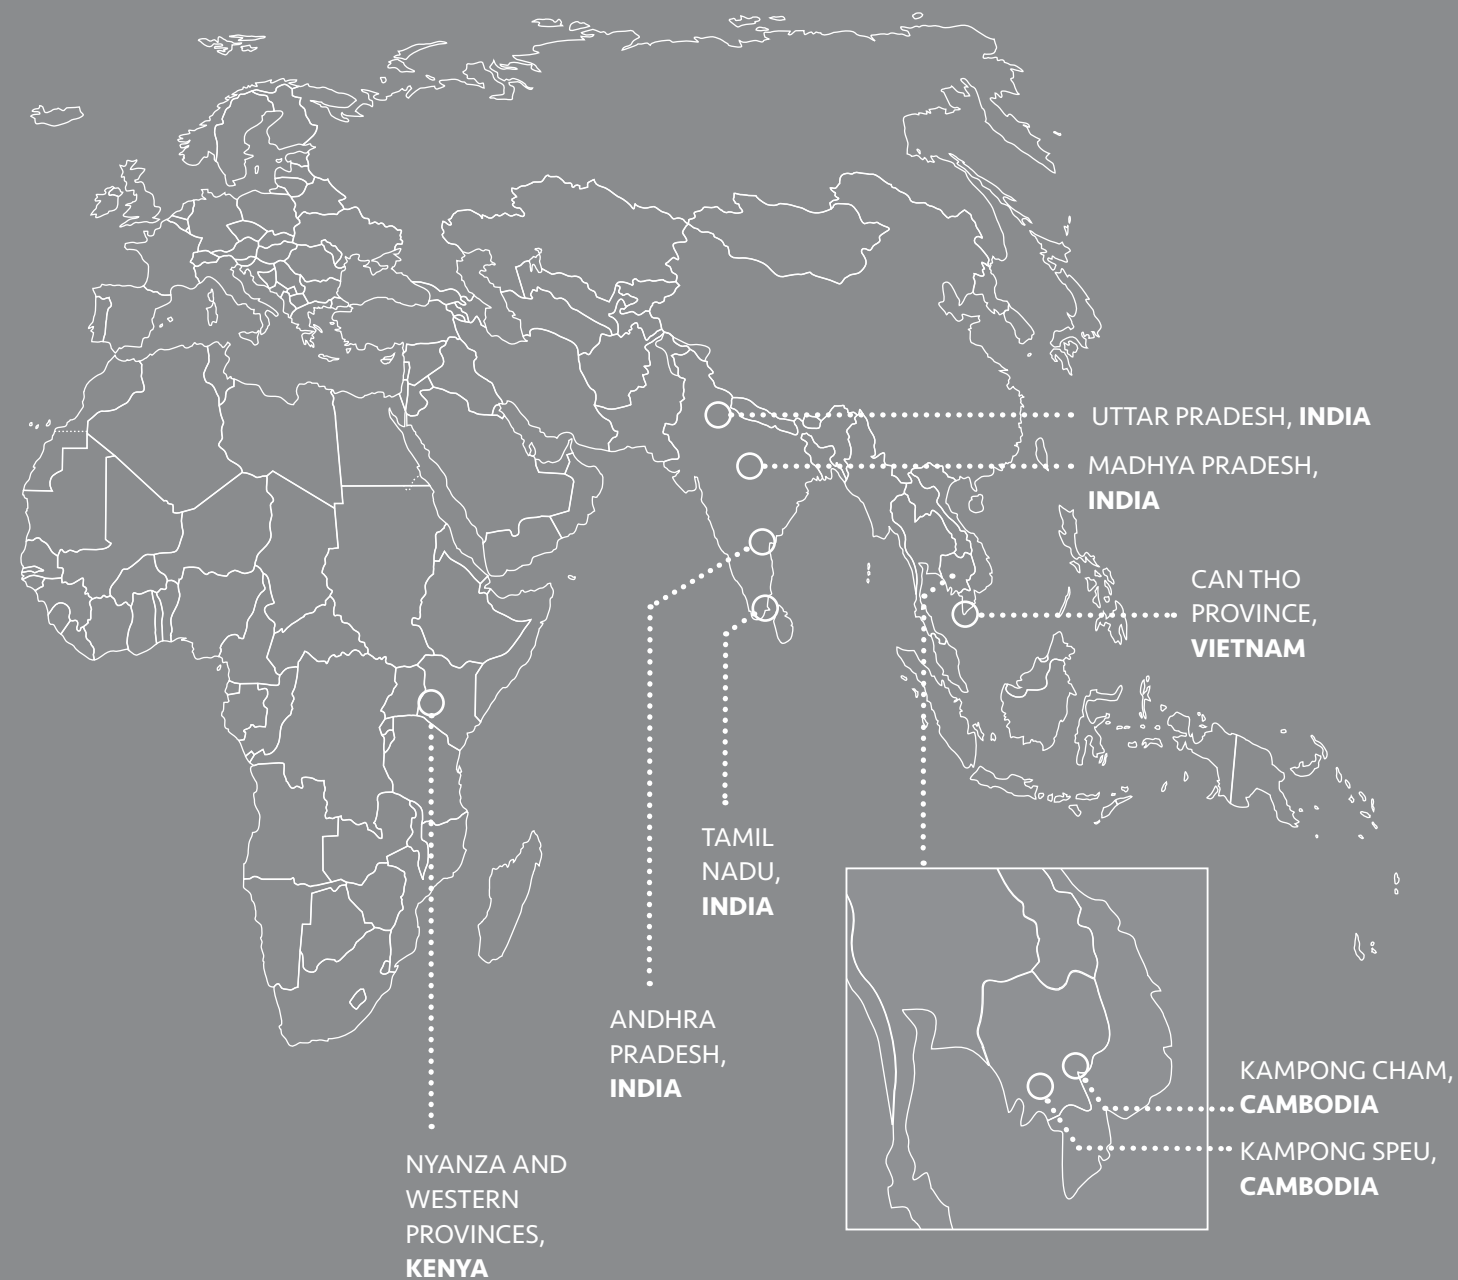 UTTAR PRADESH, INDIA
MADHYA PRADESH,
INDIA
CAN THO
PROVINCE,
VIETNAM
TAMIL
NADU,
INDIA
ANDHRA
PRADESH,
INDIA
KAMPONG CHAM,
CAMBODIA
KAMPONG SPEU,
CAMBODIA
NYANZA AND
WESTERN
PROVINCES,
KENYA